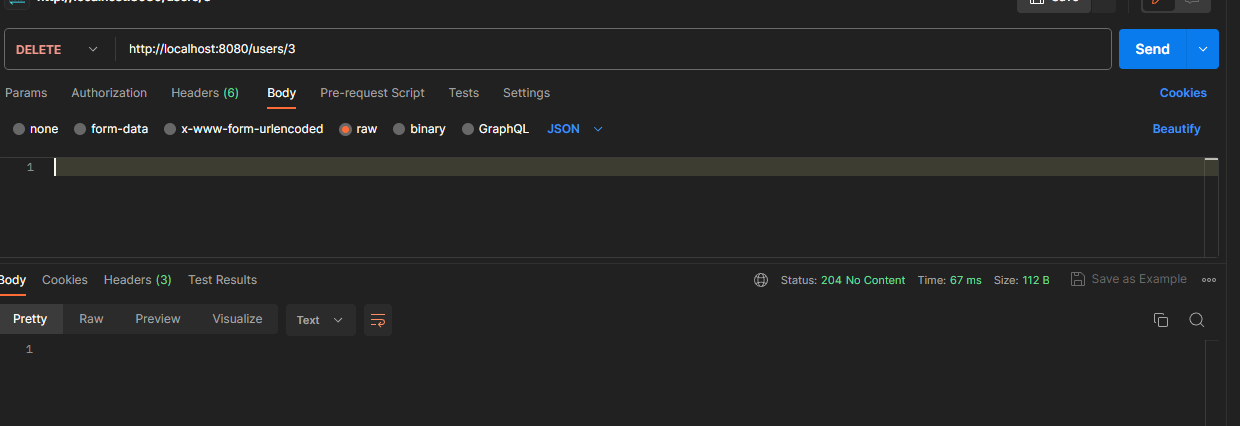 Save
DELETE http://localhost:8080/users/3 Send
Params Authorization Headers (6) Body Pre-request Script Tests Settings Cookies
none form-data x-www-form-urlencoded raw binary GraphQL JSON Beautify
1
Body Cookies Headers (3) Test Results Status: 204 No Content Time: 67 ms Size: 112 B Save as Example
Pretty Raw Preview Visualize Text
1